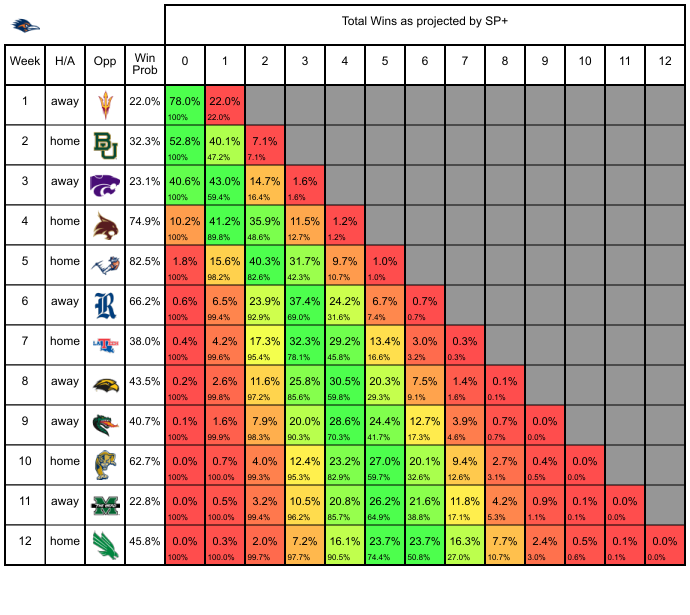 Total Wins as projected by SP+
Week H/A Opp Win Prob 0 1 2 3 4 5 6 7 8 9 10 11 12
1 away 22.0% 78.0% 22.0%
100% 22.0%
2 home BU 32.3% 52.8% 40.1% 7.1%
100% 47.2% 7.1%
3 away 23.1% 40.6% 43.0% 14.7% 1.6%
100% 59.4% 16.4% 1.6%
4 home 74.9% 10.2% 41.2% 35.9% 11.5% 1.2%
100% 89.8% 48.6% 12.7% 1.2%
5 home 82.5% 1.8% 15.6% 40.3% 31.7% 9.7% 1.0%
100% 98.2% 82.6% 42.3% 10.7% 1.0%
6 away R 66.2% 0.6% 6.5% 23.9% 37.4% 24.2% 6.7% 0.7%
100% 99.4% 92.9% 69.0% 31.6% 7.4% 0.7%
7 home 38.0% 0.4% 4.2% 17.3% 32.3% 29.2% 13.4% 3.0% 0.3%
100% 99.6% 95.4% 78.1% 45.8% 16.6% 3.2% 0.3%
8 away 43.5% 0.2% 2.6% 11.6% 25.8% 30.5% 20.3% 7.5% 1.4% 0.1%
100% 99.8% 97.2% 85.6% 59.8% 29.3% 9.1% 1.6% 0.1%
9 away 40.7% 0.1% 1.6% 7.9% 20.0% 28.6% 24.4% 12.7% 3.9% 0.7% 0.0%
100% 99.9% 98.3% 90.3% 70.3% 41.7% 17.3% 4.6% 0.7% 0.0%
10 home 62.7% 0.0% 0.7% 4.0% 12.4% 23.2% 27.0% 20.1% 9.4% 2.7% 0.4% 0.0%
100% 100.0% 99.3% 95.3% 82.9% 59.7% 32.6% 12.6% 3.1% 0.5% 0.0%
11 away M 22.8% 0.0% 0.5% 3.2% 10.5% 20.8% 26.2% 21.6% 11.8% 4.2% 0.9% 0.1% 0.0%
100% 100.0% 99.4% 96.2% 85.7% 64.9% 38.8% 17.1% 5.3% 1.1% 0.1% 0.0%
12 home 45.8% 0.0% 0.3% 2.0% 7.2% 16.1% 23.7% 23.7% 16.3% 7.7% 2.4% 0.5% 0.1% 0.0%
100% 100.0% 99.7% 97.7% 90.5% 74.4% 50.8% 27.0% 10.7% 3.0% 0.6% 0.1% 0.0%